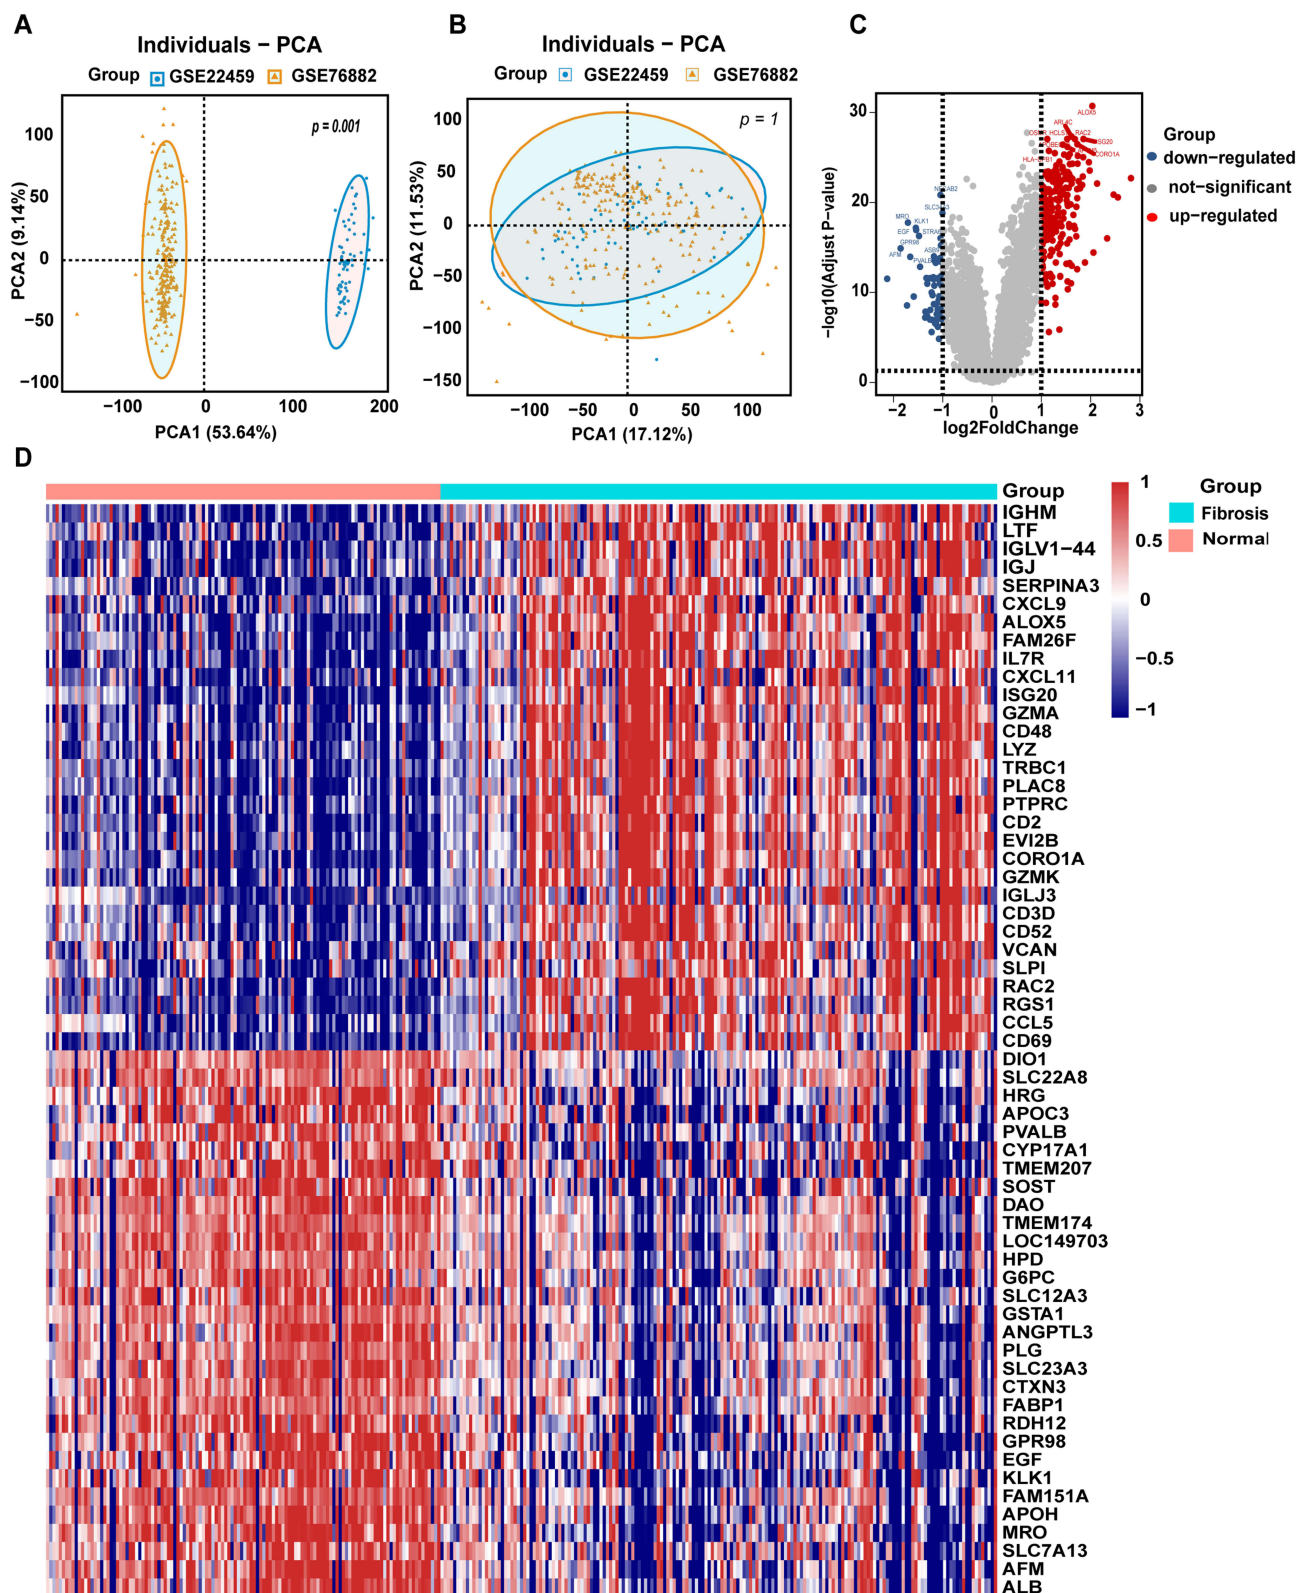 A
Individuals − PCA
Group GSE22459 GSE76882
p = 0.001
PCA2 (9.14%)
100
50
0
−50
−100
−100 0 100 200
PCA1 (53.64%)
B
Individuals − PCA
Group GSE22459 GSE76882
p = 1
PCA2 (11.53%)
100
50
0
−50
−100
−150
−100 −50 0 50 100
PCA1 (17.12%)
C
−log10(Adjust P−value)
30
20
10
0
ALOX5
RAC2
CORO1A
MRO
KLK1
EGF
GPR98
AFM
−2 −1 0 1 2 3
log2FoldChange
Group
down−regulated
not−significant
up−regulated
D
Group
IGHM
LTF
IGLV1−44
IGJ
SERPINA3
CXCL9
ALOX5
FAM26F
IL7R
CXCL11
ISG20
GZMA
CD48
LYZ
TRBC1
PLAC8
PTPRC
CD2
EVI2B
CORO1A
GZMK
IGLJ3
CD3D
CD52
VCAN
SLPI
RAC2
RGS1
CCL5
CD69
DIO1
SLC22A8
HRG
APOC3
PVALB
CYP17A1
TMEM207
SOST
DAO
TMEM174
LOC149703
HPD
G6PC
SLC12A3
GSTA1
ANGPTL3
PLG
SLC23A3
CTXN3
FABP1
RDH12
GPR98
EGF
KLK1
FAM151A
APOH
MRO
SLC7A13
AFM
ALB
1
0.5
0
−0.5
−1
Group
Fibrosis
Normal